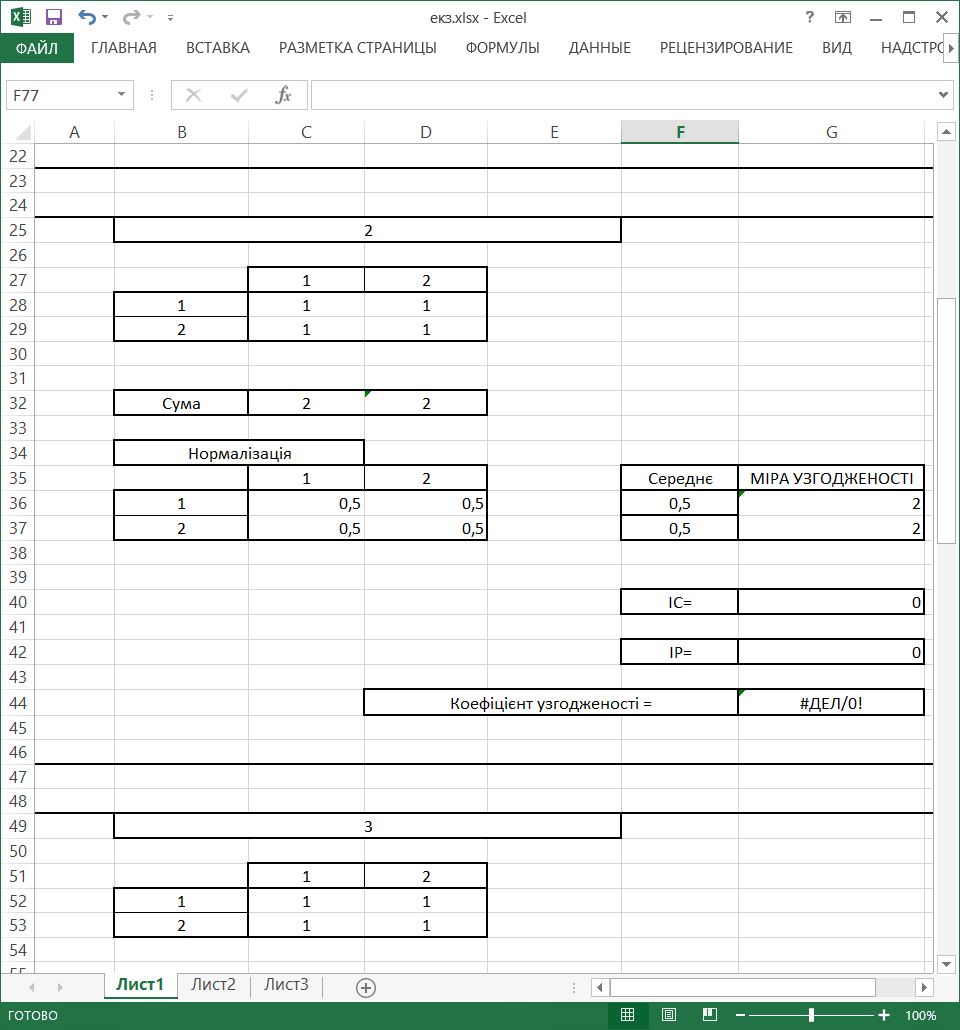 екз.xlsx - Excel ?
ФАЙЛ ГЛАВНАЯ ВСТАВКА РАЗМЕТКА СТРАНИЦЫ ФОРМУЛЫ ДАННЫЕ РЕЦЕНЗИРОВАНИЕ ВИД НАДСТРО
F77 fx
A B C D E F G
22
23
24
25 2
26
27 1 2
28 1 1 1
29 2 1 1
30
31
32 Сума 2 2
33
34 Нормалізація
35 1 2 Середнє МІРА УЗГОДЖЕНОСТІ
36 1 0,5 0,5 0,5 2
37 2 0,5 0,5 0,5 2
38
39
40 ІС= 0
41
42 ІР= 0
43
44 Коефіцієнт узгодженості = #ДЕЛ/0!
45
46
47
48
49 3
50
51 1 2
52 1 1 1
53 2 1 1
54
55
Лист1 Лист2 Лист3
ГОТОВО 100%